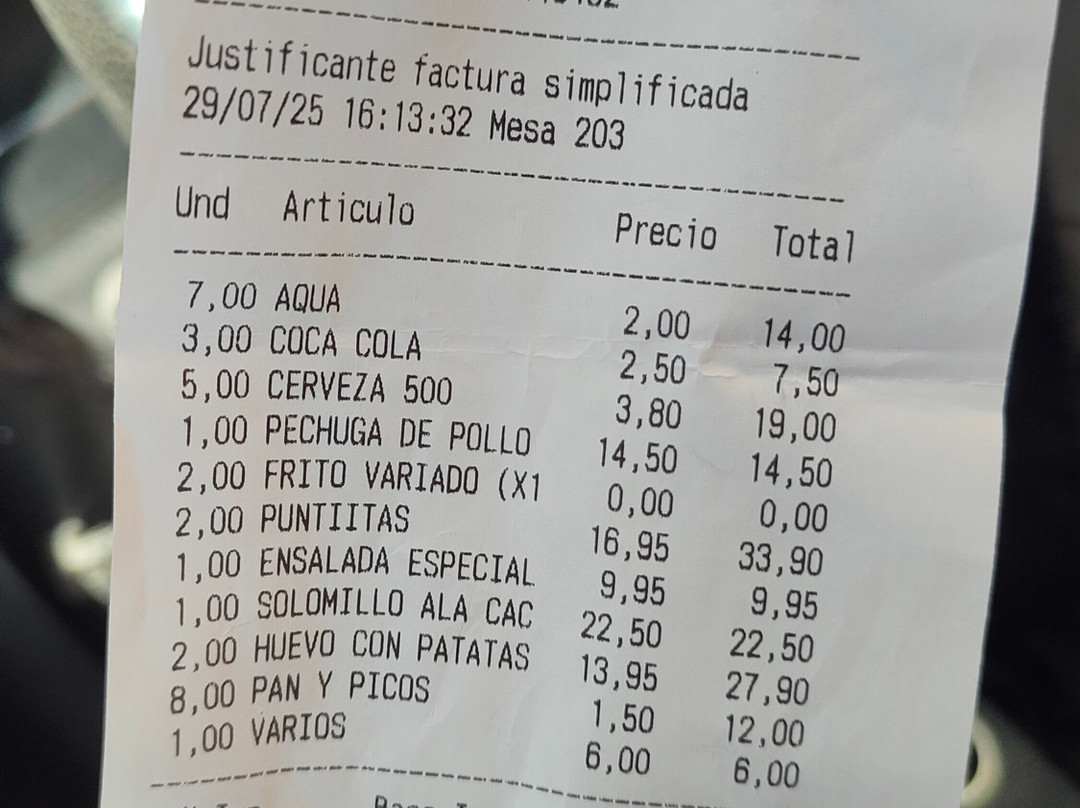 Justificante factura simplificada
29/07/25 16:13:32 Mesa 203
Und Articulo Precio Total
7,00 AQUA 2,00 14,00
3,00 COCA COLA 2,50 7,50
5,00 CERVEZA 500 3,80 19,00
1,00 PECHUGA DE POLLO 14,50 14,50
2,00 FRITO VARIADO (X1 0,00 0,00
2,00 PUNTIITAS 16,95 33,90
1,00 ENSALADA ESPECIAL 9,95 9,95
1,00 SOLOMILLO ALA CAC 22,50 22,50
2,00 HUEVO CON PATATAS 13,95 27,90
8,00 PAN Y PICOS 1,50 12,00
1,00 VARIOS 6,00 6,00